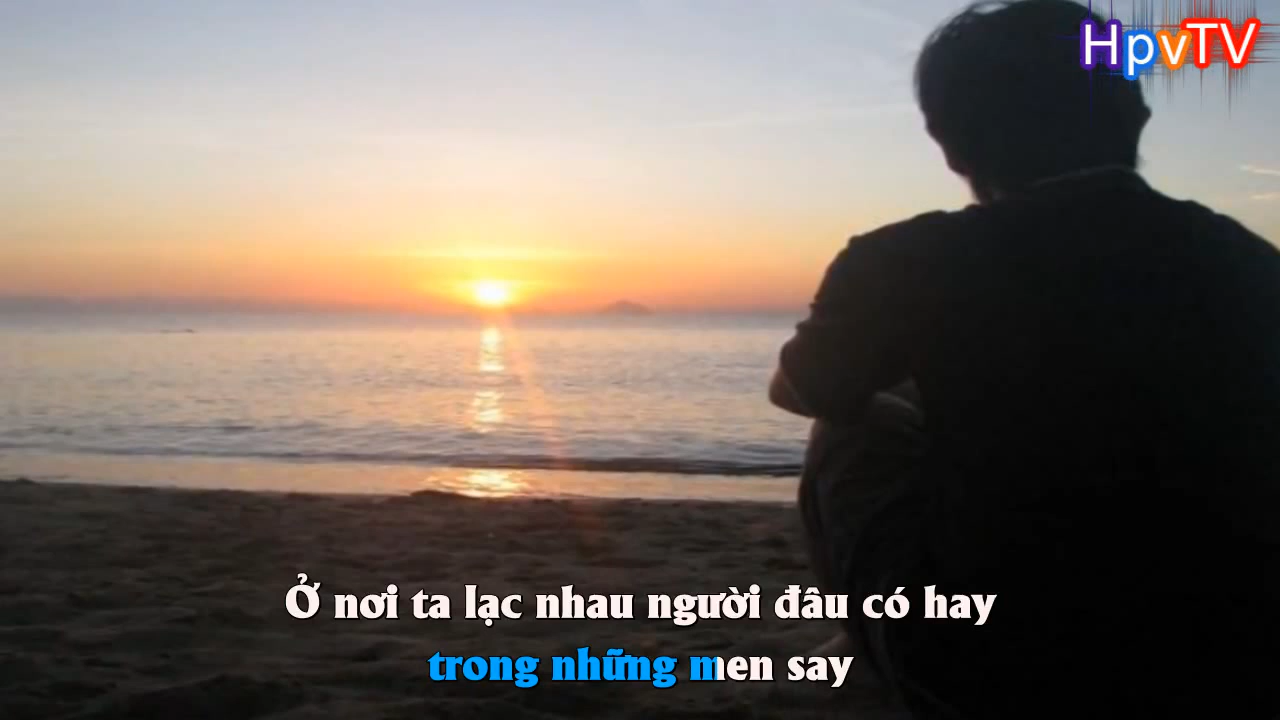 HpvTV
Ở nơi ta lạc nhau người đâu có hay
trong những men say